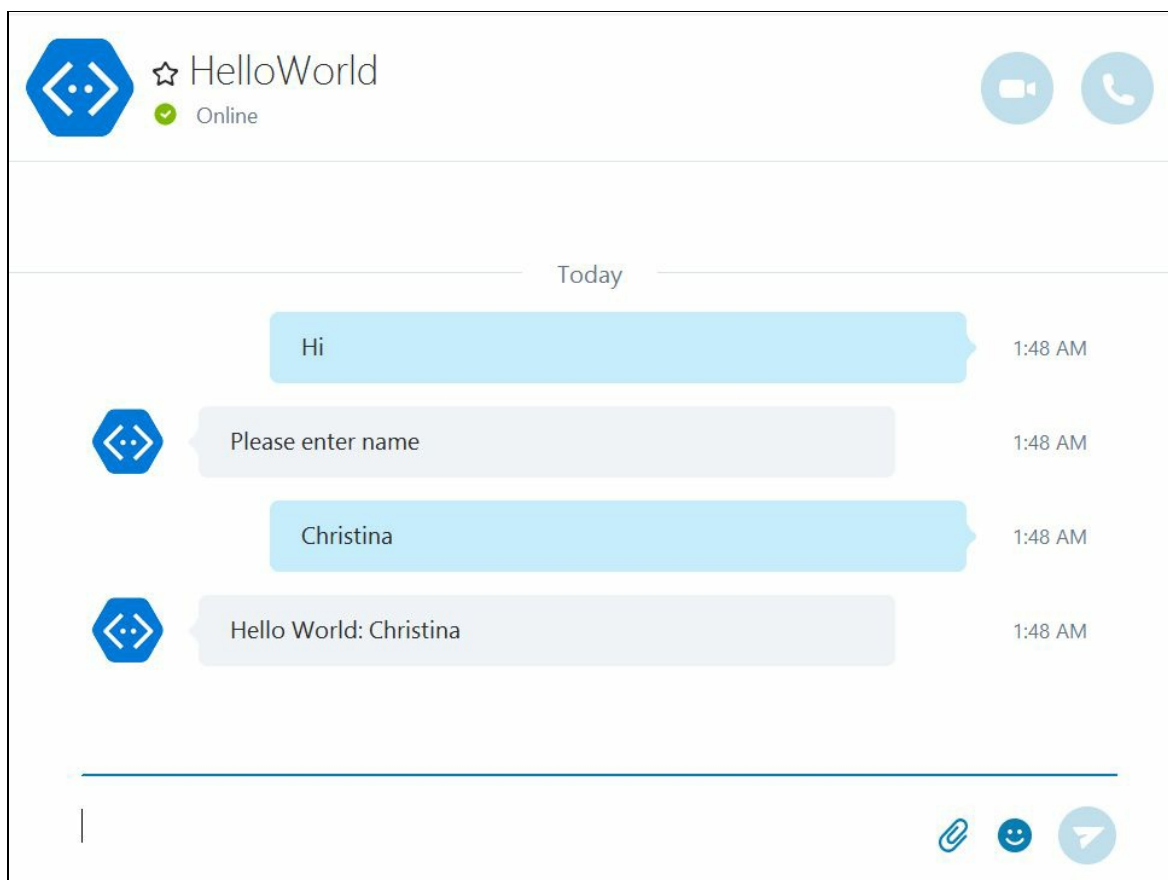 HelloWorld
Online
Today
Hi
1:48 AM
Please enter name
1:48 AM
Christina
1:48 AM
Hello World: Christina
1:48 AM